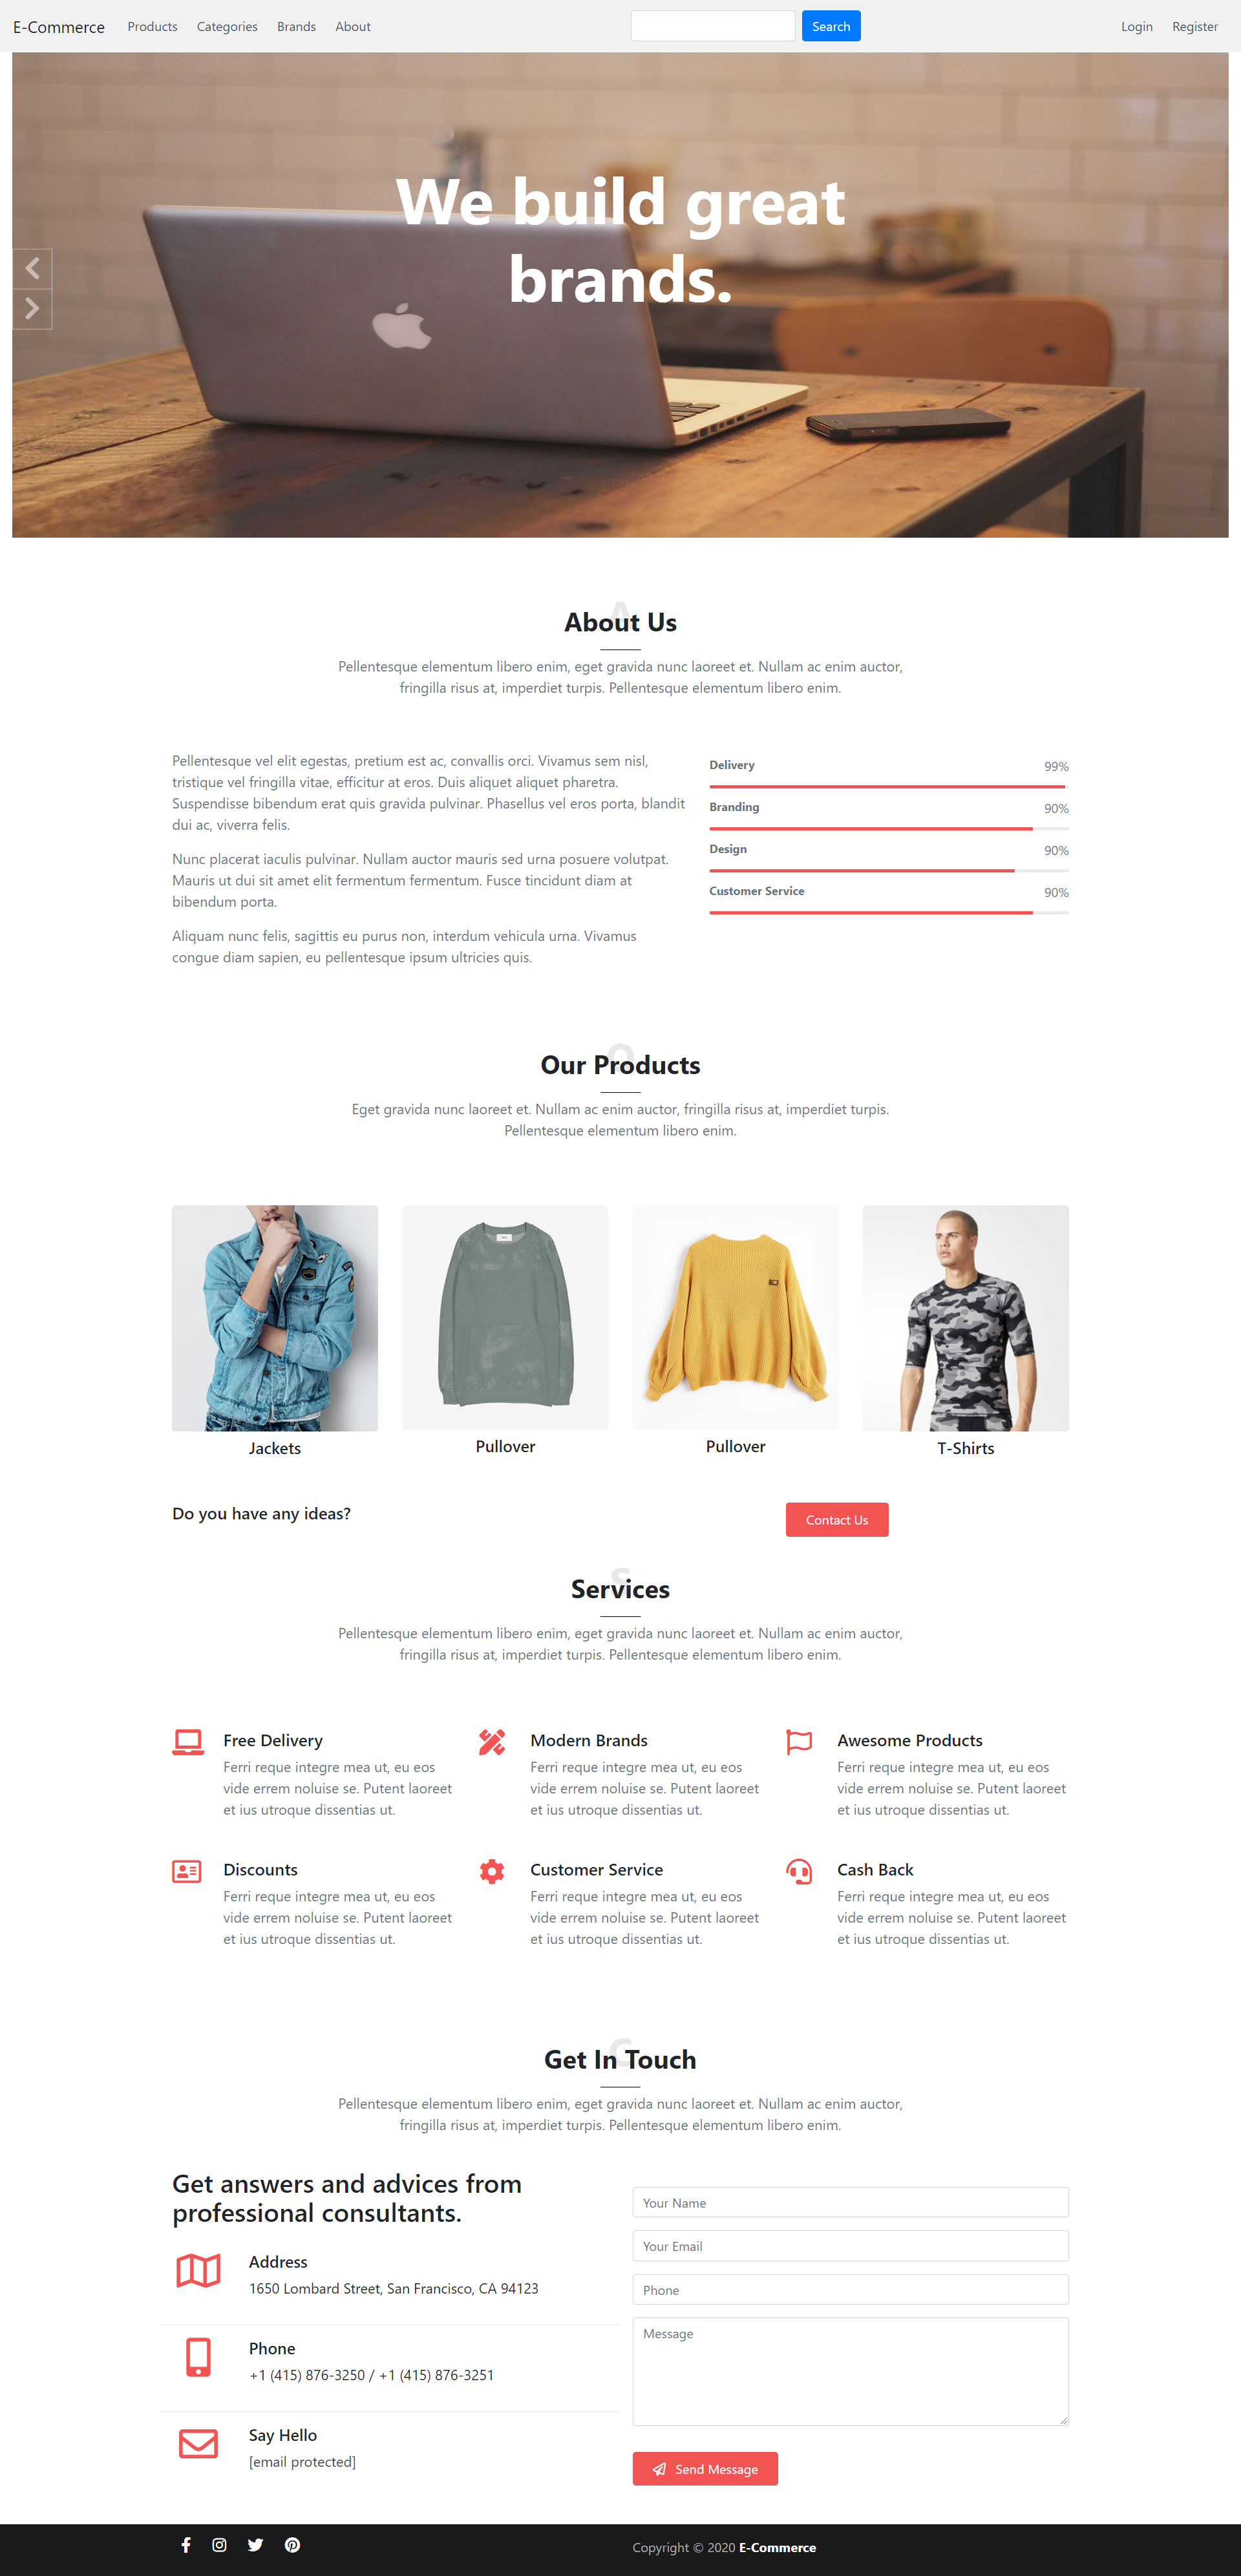 E-Commerce Products Categories Brands About Search Login Register
We build great
brands.
A
About Us
Pellentesque elementum libero enim, eget gravida nunc laoreet et. Nullam ac enim auctor,
fringilla risus at, imperdiet turpis. Pellentesque elementum libero enim.
Pellentesque vel elit egestas, pretium est ac, convallis orci. Vivamus sem nisl,
tristique vel fringilla vitae, efficitur at eros. Duis aliquet aliquet pharetra.
Suspendisse bibendum erat quis gravida pulvinar. Phasellus vel eros porta, blandit
dui ac, viverra felis.
Nunc placerat iaculis pulvinar. Nullam auctor mauris sed urna posuere volutpat.
Mauris ut dui sit amet elit fermentum fermentum. Fusce tincidunt diam at
bibendum porta.
Aliquam nunc felis, sagittis eu purus non, interdum vehicula urna. Vivamus
congue diam sapien, eu pellentesque ipsum ultricies quis.
Delivery 99%
Branding 90%
Design 90%
Customer Service 90%
O
Our Products
Eget gravida nunc laoreet et. Nullam ac enim auctor, fringilla risus at, imperdiet turpis.
Pellentesque elementum libero enim.
Jackets
Pullover
Pullover
T-Shirts
Do you have any ideas?
Contact Us
S
Services
Pellentesque elementum libero enim, eget gravida nunc laoreet et. Nullam ac enim auctor,
fringilla risus at, imperdiet turpis. Pellentesque elementum libero enim.
Free Delivery
Ferri reque integre mea ut, eu eos
vide errem noluise se. Putent laoreet
et ius utroque dissentias ut.
Modern Brands
Ferri reque integre mea ut, eu eos
vide errem noluise se. Putent laoreet
et ius utroque dissentias ut.
Awesome Products
Ferri reque integre mea ut, eu eos
vide errem noluise se. Putent laoreet
et ius utroque dissentias ut.
Discounts
Ferri reque integre mea ut, eu eos
vide errem noluise se. Putent laoreet
et ius utroque dissentias ut.
Customer Service
Ferri reque integre mea ut, eu eos
vide errem noluise se. Putent laoreet
et ius utroque dissentias ut.
Cash Back
Ferri reque integre mea ut, eu eos
vide errem noluise se. Putent laoreet
et ius utroque dissentias ut.
C
Get In Touch
Pellentesque elementum libero enim, eget gravida nunc laoreet et. Nullam ac enim auctor,
fringilla risus at, imperdiet turpis. Pellentesque elementum libero enim.
Get answers and advices from
professional consultants.
Address
1650 Lombard Street, San Francisco, CA 94123
Phone
+1 (415) 876-3250 / +1 (415) 876-3251
Say Hello
[email protected]
Your Name
Your Email
Phone
Message
Send Message
Copyright © 2020 E-Commerce